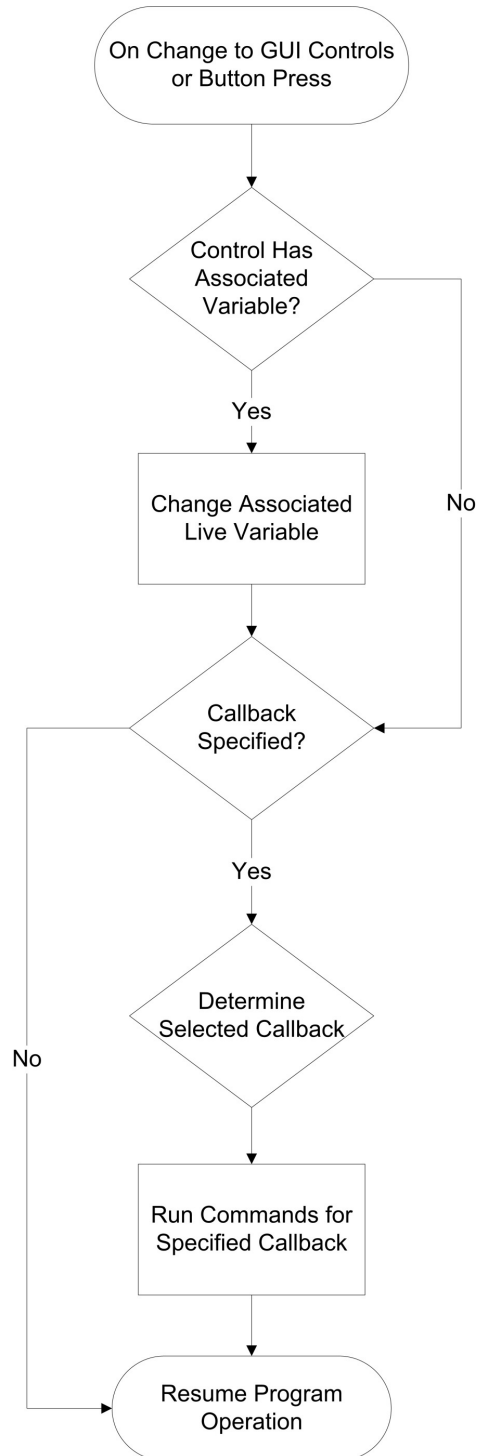 On Change to GUI Controls
or Button Press
Control Has
Associated
Variable?
Yes
Change Associated
Live Variable
No
Callback
Specified?
Yes
Determine
Selected Callback
No
Run Commands for
Specified Callback
Resume Program
Operation